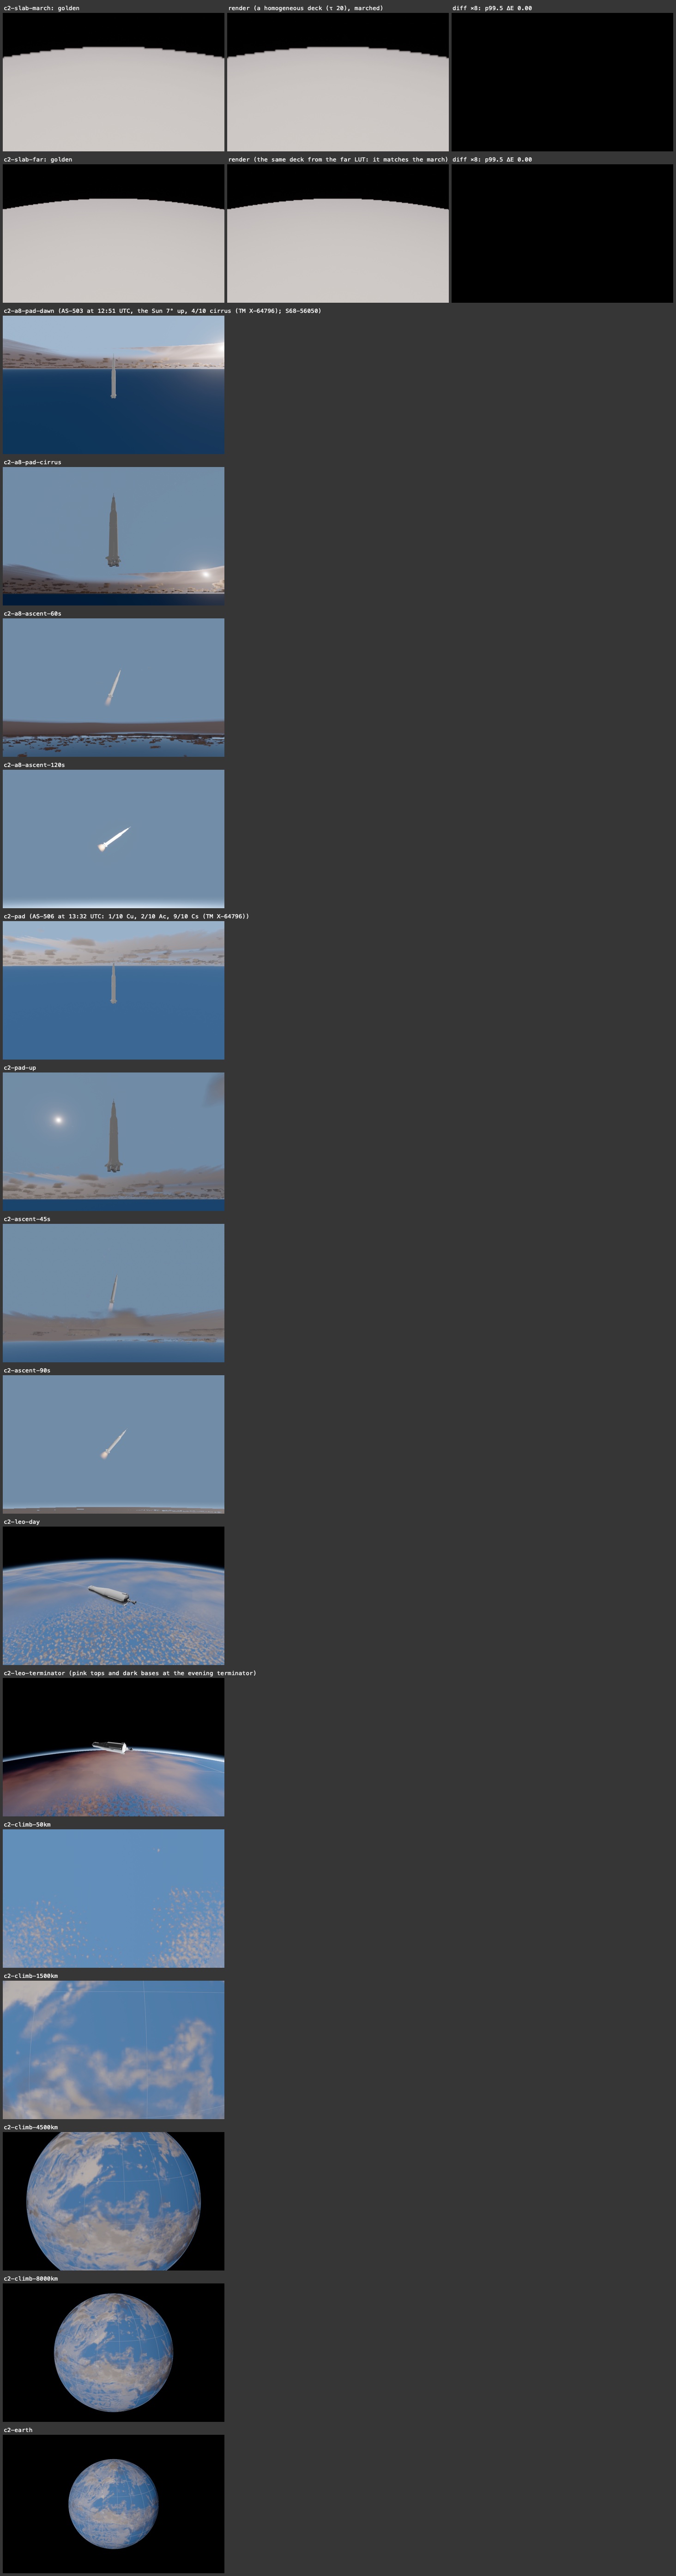 c2-slab-march: golden
render (a homogeneous deck (τ 20), marched)
diff ×8: p99.5 ΔE 0.00
c2-slab-far: golden
render (the same deck from the far LUT: it matches the march)
diff ×8: p99.5 ΔE 0.00
c2-a8-pad-dawn (AS-503 at 12:51 UTC, the Sun 7° up, 4/10 cirrus (TM X-64796); S68-56050)
c2-a8-pad-cirrus
c2-a8-ascent-60s
c2-a8-ascent-120s
c2-pad (AS-506 at 13:32 UTC: 1/10 Cu, 2/10 Ac, 9/10 Cs (TM X-64796))
c2-pad-up
c2-ascent-45s
c2-ascent-90s
c2-leo-day
c2-leo-terminator (pink tops and dark bases at the evening terminator)
c2-climb-50km
c2-climb-1500km
c2-climb-4500km
c2-climb-8000km
c2-earth